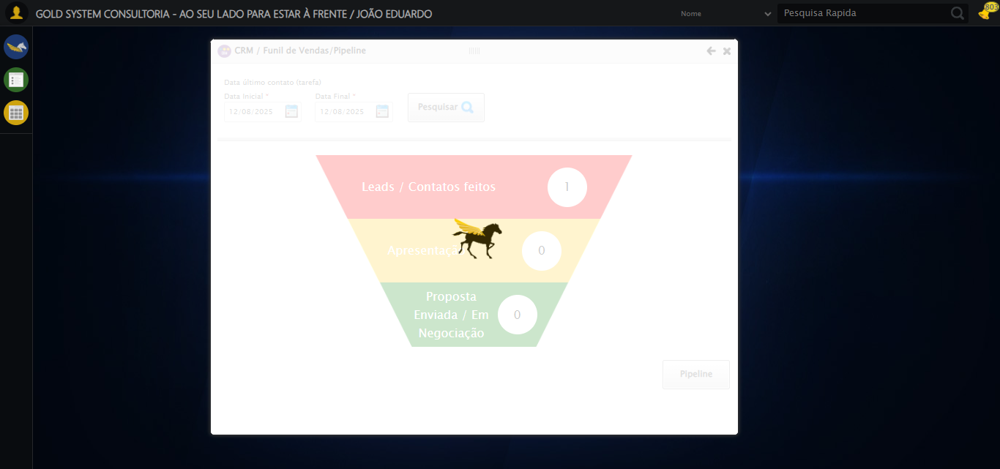 GOLD SYSTEM CONSULTORIA - AO SEU LADO PARA ESTAR À FRENTE / JOÃO EDUARDO
Nome
Pesquisa Rapida
803
CRM / Funil de Vendas/Pipeline
Data último contato (tarefa)
Data Inicial * Data Final *
12/08/2025 12/08/2025 Pesquisar
Leads / Contatos feitos 1
0
Proposta
Enviada / Em
Negociação
0
Pipeline